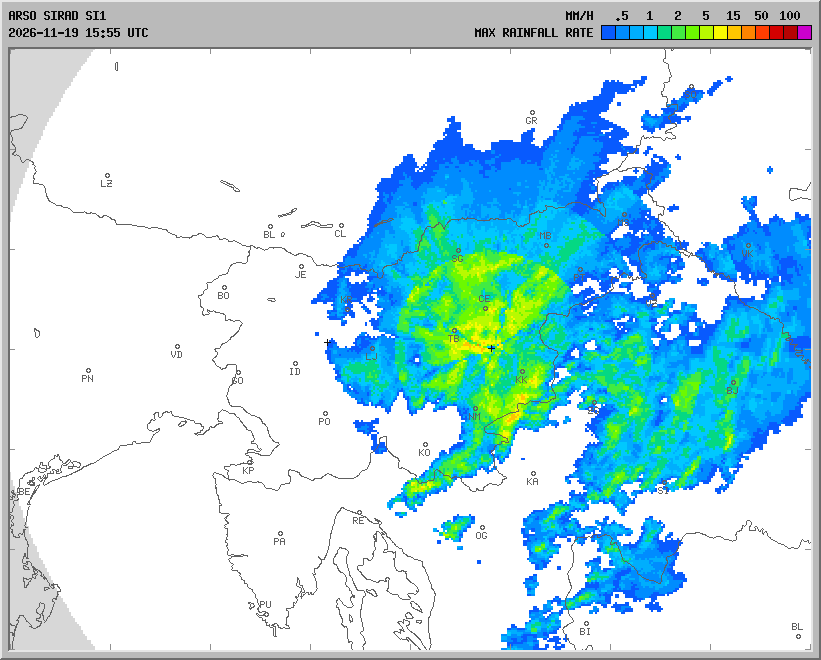 ARSO SIRAD SI1
MM/H .5 1 2 5 15 50 100
2026-11-19 15:55 UTC
MAX RAINFALL RATE
GR
LZ
BL
CL
MB
SG
JE
BO
CE
TB
VD
LJ
GO
ID
PN
KK
BJ
NM
PO
KO
KP
KA
SI
BE
RE
OG
PA
PU
BI
BL